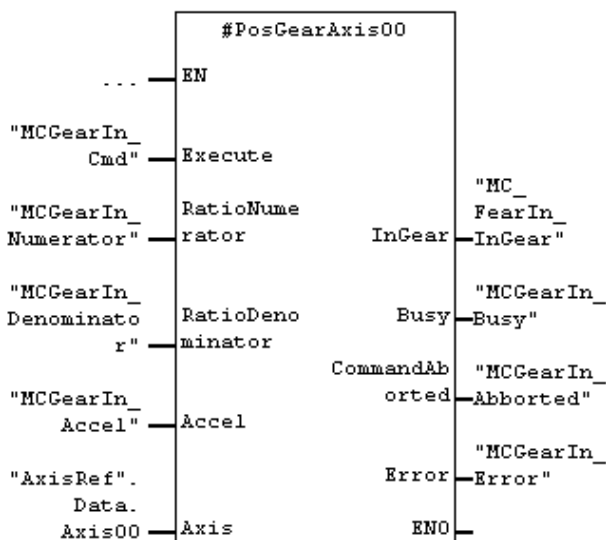 #PosGearAxis00
... EN
"MCGearIn_
Cmd" Execute
"MCGearIn_
Numerator"
RatioNume
rator
"MC_
FearIn_
InGear"
InGear
"MCGearIn_
Denominato
r"
RatioDeno
minator
Busy
"MCGearIn_
Busy"
CommandAb
orted
"MCGearIn_
Abborted"
"MCGearIn_
Accel" Accel
Error
"MCGearIn_
Error"
"AxisRef".
Data.
Axis00 Axis
ENO